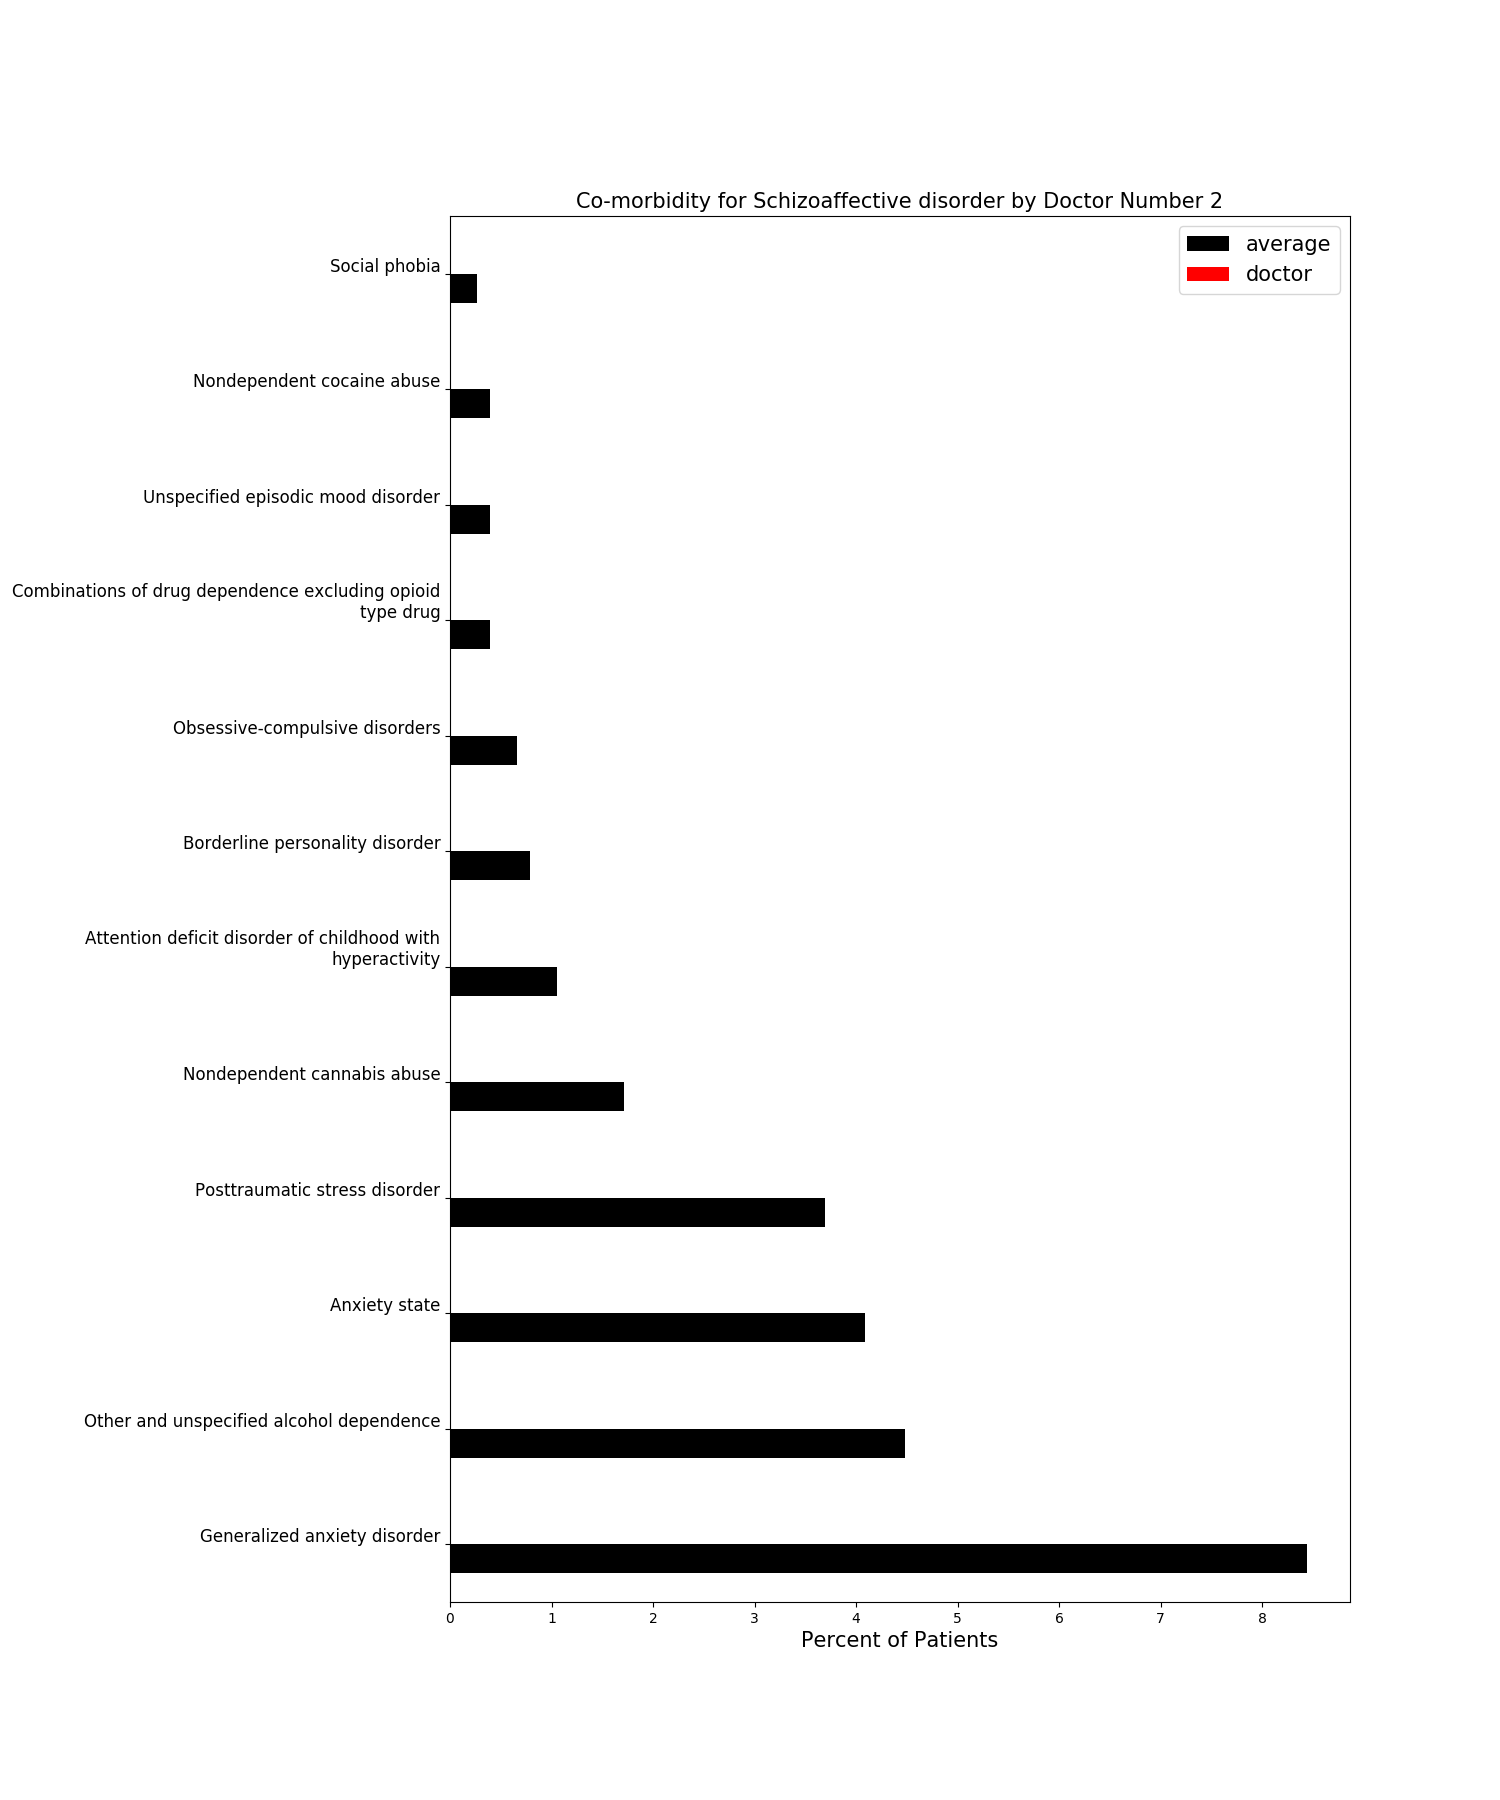 Co-morbidity for Schizoaffective disorder by Doctor Number 2
average
doctor
Social phobia
Nondependent cocaine abuse
Unspecified episodic mood disorder
Combinations of drug dependence excluding opioid
type drug
Obsessive-compulsive disorders
Borderline personality disorder
Attention deficit disorder of childhood with
hyperactivity
Nondependent cannabis abuse
Posttraumatic stress disorder
Anxiety state
Other and unspecified alcohol dependence
Generalized anxiety disorder
0 1 2 3 4 5 6 7 8
Percent of Patients